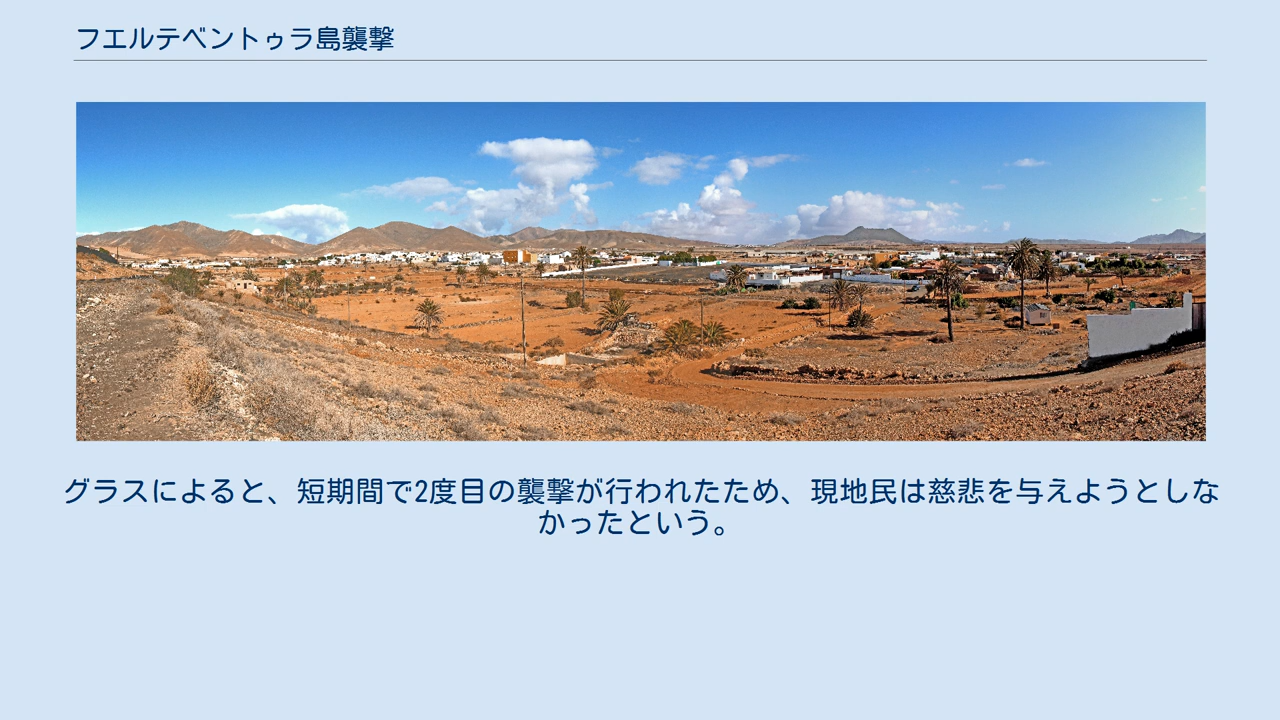 フエルテベントゥラ島襲撃
グラスによると、短期間で2度目の襲撃が行われたため、現地民は慈悲を与えようとしな
かったという。